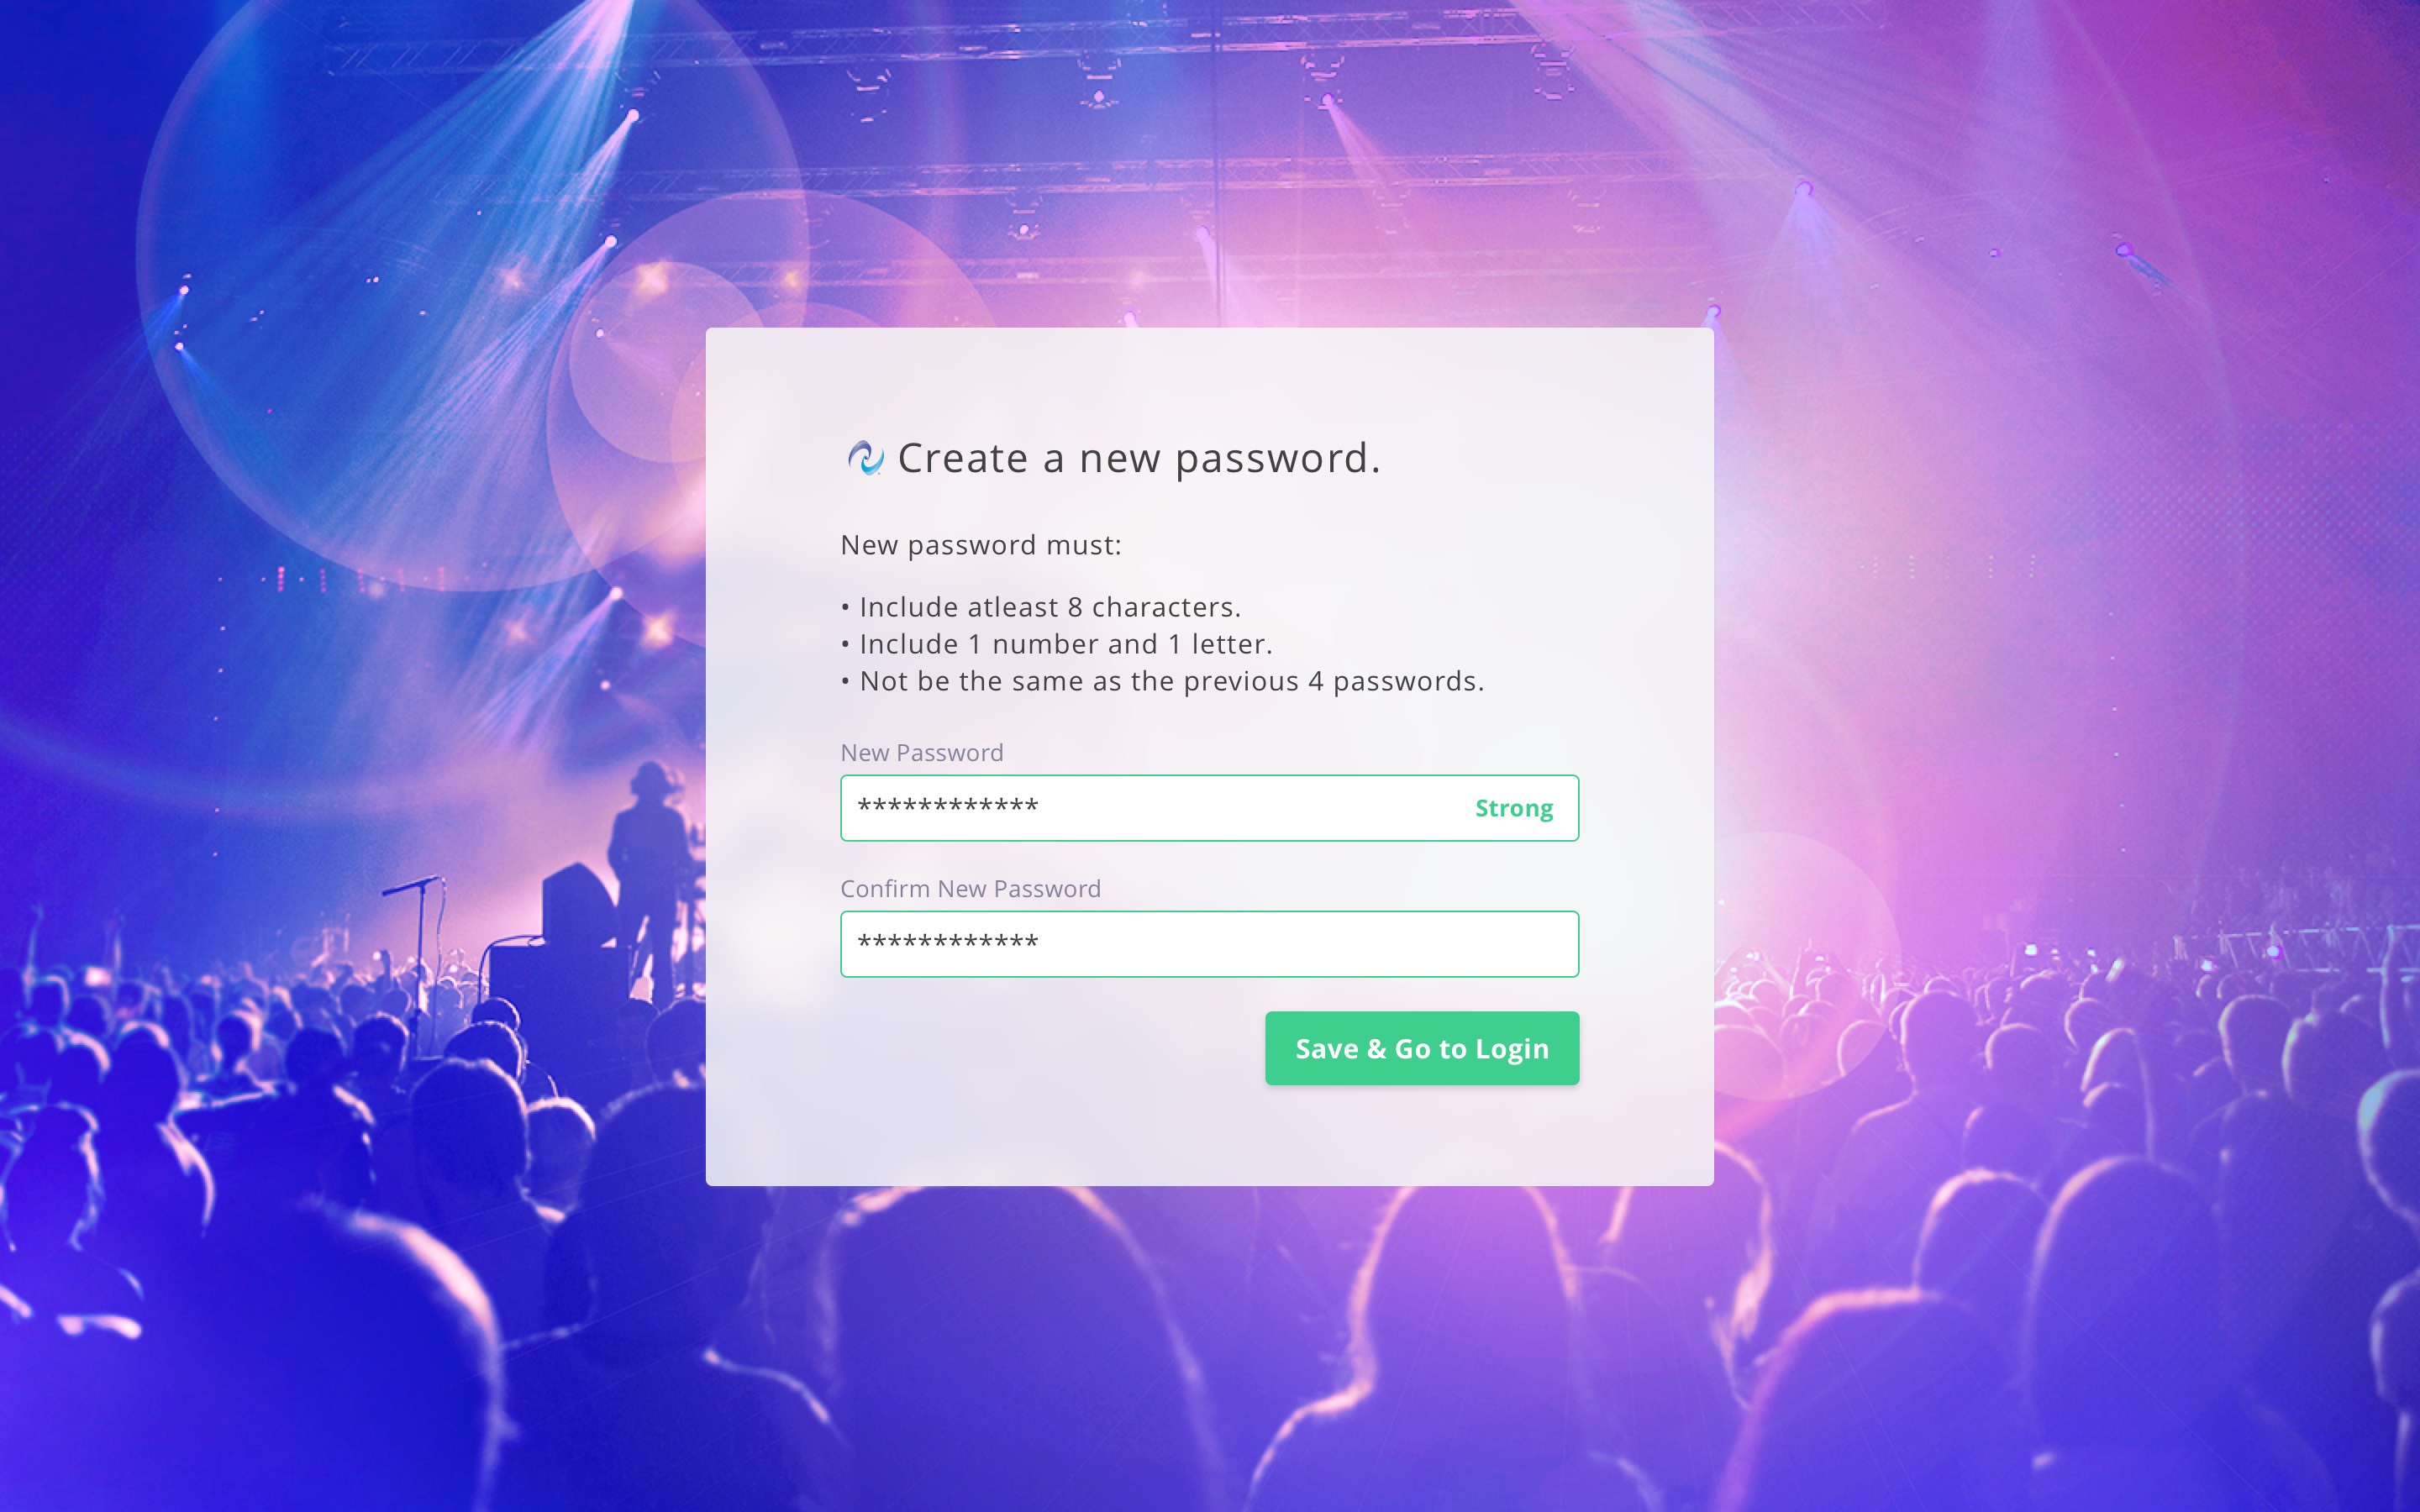 Create a new password.
New password must:
• Include atleast 8 characters.
• Include 1 number and 1 letter.
• Not be the same as the previous 4 passwords.
New Password
************ Strong
Confirm New Password
************
Save & Go to Login